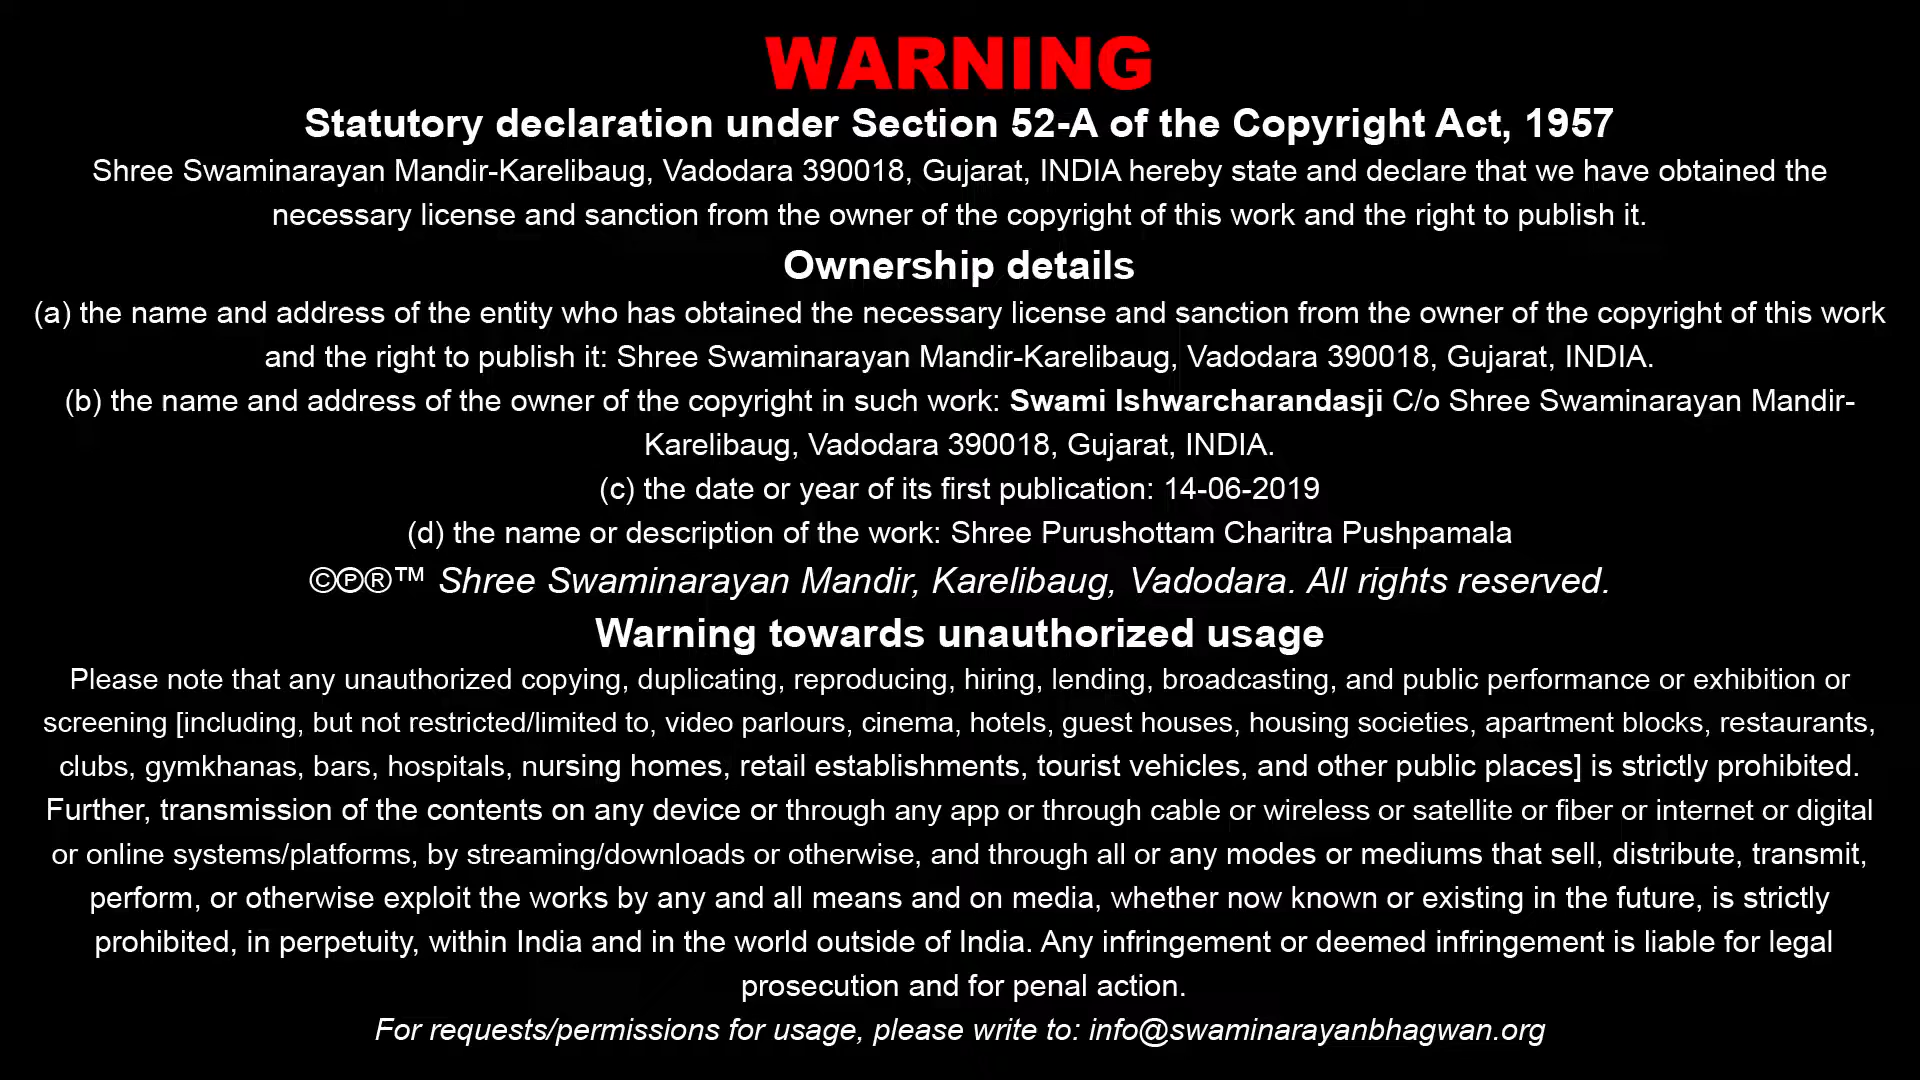 WARNING
Statutory declaration under Section 52-A of the Copyright Act, 1957
Shree Swaminarayan Mandir-Karelibaug, Vadodara 390018, Gujarat, INDIA hereby state and declare that we have obtained the
necessary license and sanction from the owner of the copyright of this work and the right to publish it.
Ownership details
(a) the name and address of the entity who has obtained the necessary license and sanction from the owner of the copyright of this work
and the right to publish it: Shree Swaminarayan Mandir-Karelibaug, Vadodara 390018, Gujarat, INDIA.
(b) the name and address of the owner of the copyright in such work: Swami Ishwarcharandasji C/o Shree Swaminarayan Mandir-
Karelibaug, Vadodara 390018, Gujarat, INDIA.
(c) the date or year of its first publication: 14-06-2019
(d) the name or description of the work: Shree Purushottam Charitra Pushpamala
©℗®™ Shree Swaminarayan Mandir, Karelibaug, Vadodara. All rights reserved.
Warning towards unauthorized usage
Please note that any unauthorized copying, duplicating, reproducing, hiring, lending, broadcasting, and public performance or exhibition or
screening [including, but not restricted/limited to, video parlours, cinema, hotels, guest houses, housing societies, apartment blocks, restaurants,
clubs, gymkhanas, bars, hospitals, nursing homes, retail establishments, tourist vehicles, and other public places] is strictly prohibited.
Further, transmission of the contents on any device or through any app or through cable or wireless or satellite or fiber or internet or digital
or online systems/platforms, by streaming/downloads or otherwise, and through all or any modes or mediums that sell, distribute, transmit,
perform, or otherwise exploit the works by any and all means and on media, whether now known or existing in the future, is strictly
prohibited, in perpetuity, within India and in the world outside of India. Any infringement or deemed infringement is liable for legal
prosecution and for penal action.
For requests/permissions for usage, please write to: info@swaminarayanbhagwan.org